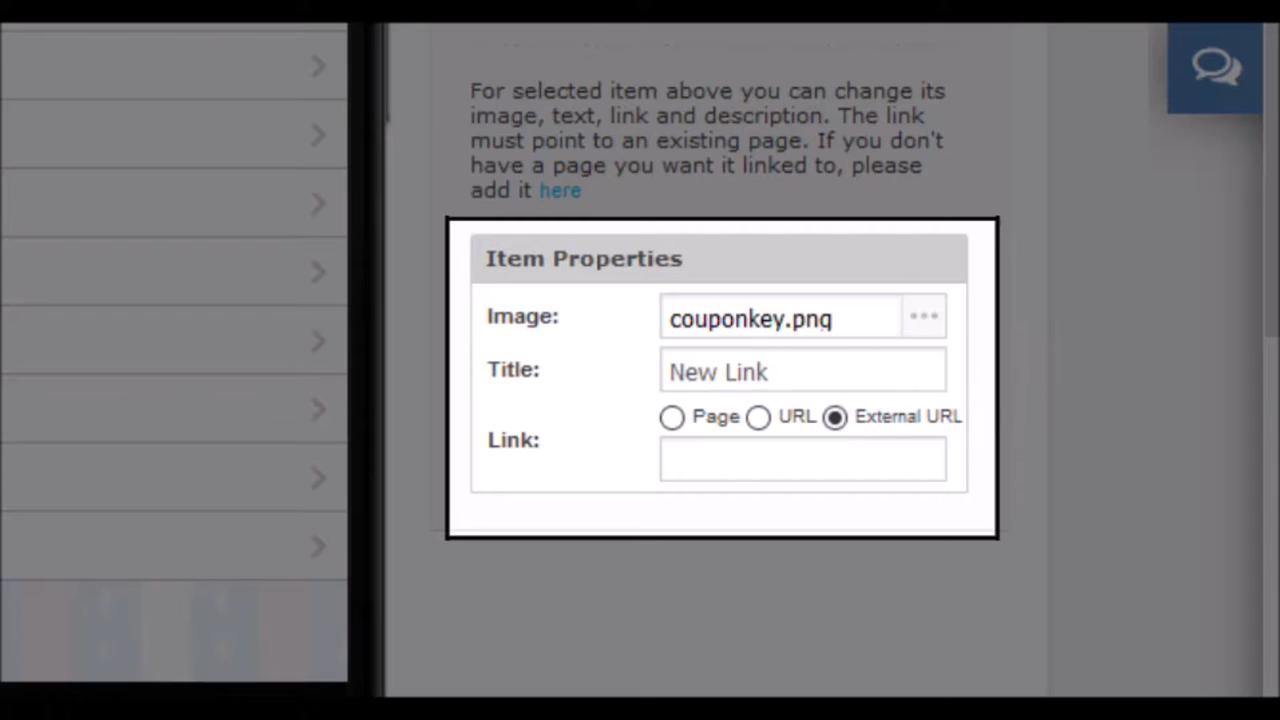 For selected item above you can change its
image, text, link and description. The link
must point to an existing page. If you don't
have a page you want it linked to, please
add it here
Item Properties
Image: couponkey.png
Title: New Link
Page URL External URL
Link: